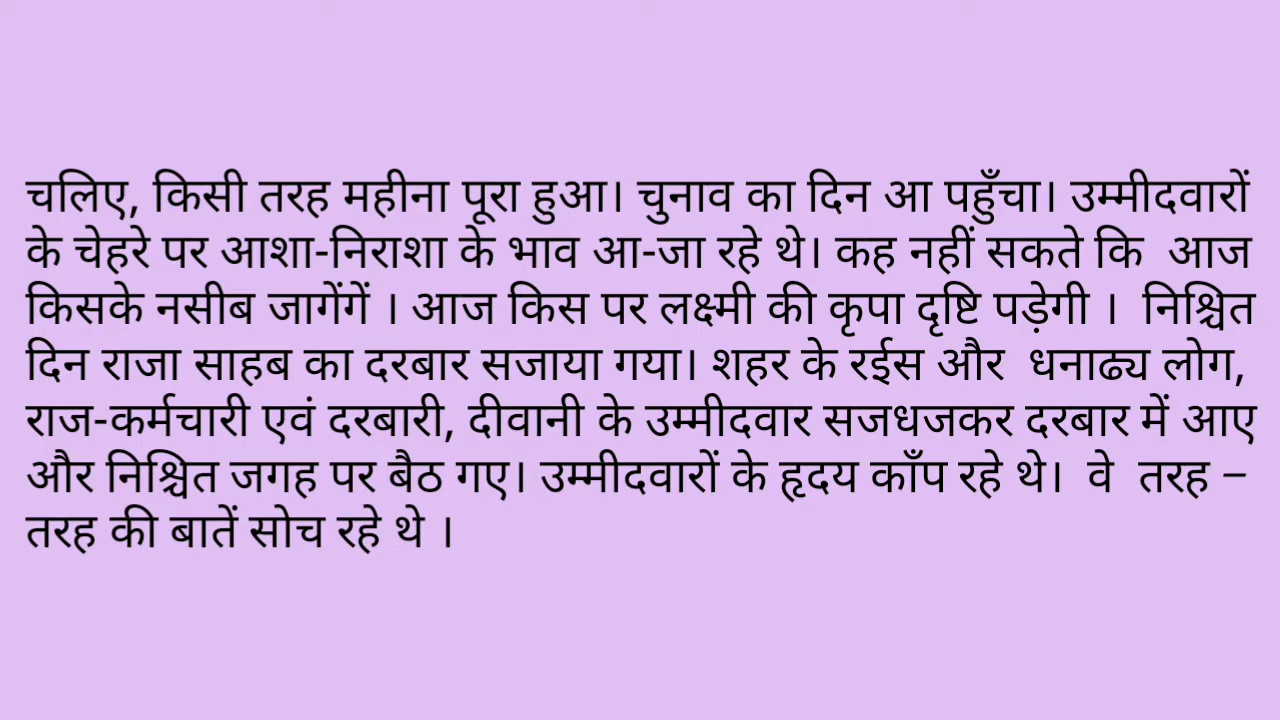 चलिए, किसी तरह महीना पूरा हुआ। चुनाव का दिन आ पहुँचा। उम्मीदवारों
के चेहरे पर आशा-निराशा के भाव आ-जा रहे थे। कह नहीं सकते कि  आज
किसके नसीब जागेंगें । आज किस पर लक्ष्मी की कृपा दृष्टि पड़ेगी ।  निश्चित
दिन राजा साहब का दरबार सजाया गया। शहर के रईस और  धनाढ्य लोग,
राज-कर्मचारी एवं दरबारी, दीवानी के उम्मीदवार सजधजकर दरबार में आए
और निश्चित जगह पर बैठ गए। उम्मीदवारों के हृदय काँप रहे थे।  वे  तरह –
तरह की बातें सोच रहे थे ।